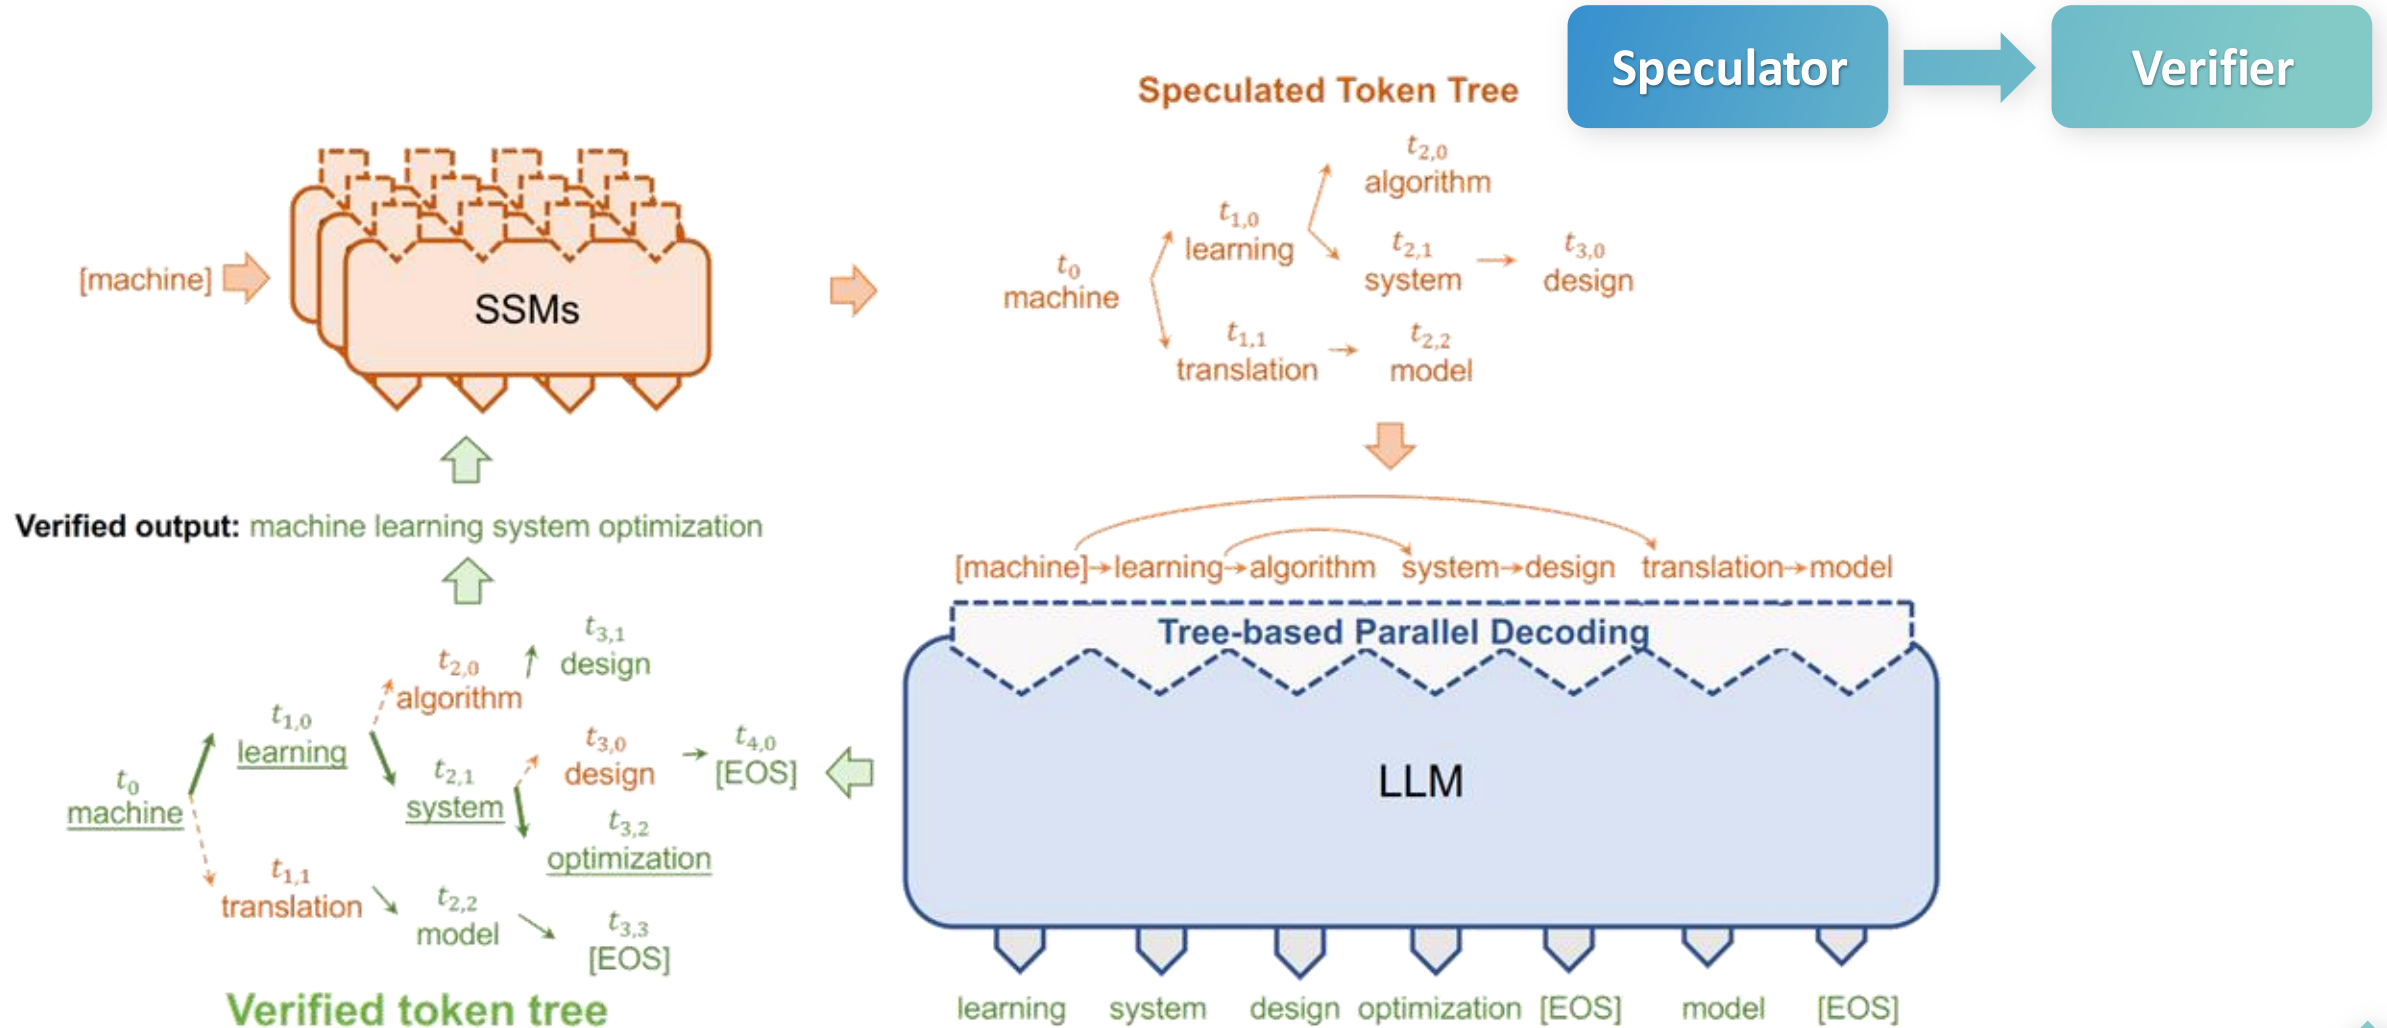 Speculator
Verifier
Speculated Token Tree
t2,0
algorithm
t1,0
learning
t2,1
system
t3,0
design
t0
machine
t1,1
translation
t2,2
model
[machine]
SSMs
Verified output: machine learning system optimization
[machine]→learning→algorithm system→design translation→model
Tree-based Parallel Decoding
LLM
learning system design optimization [EOS] model [EOS]
t3,1
design
t2,0
algorithm
t1,0
learning
t3,0
design
t4,0
[EOS]
t2,1
system
t0
machine
t3,2
optimization
t1,1
translation
t2,2
model
t3,3
[EOS]
Verified token tree